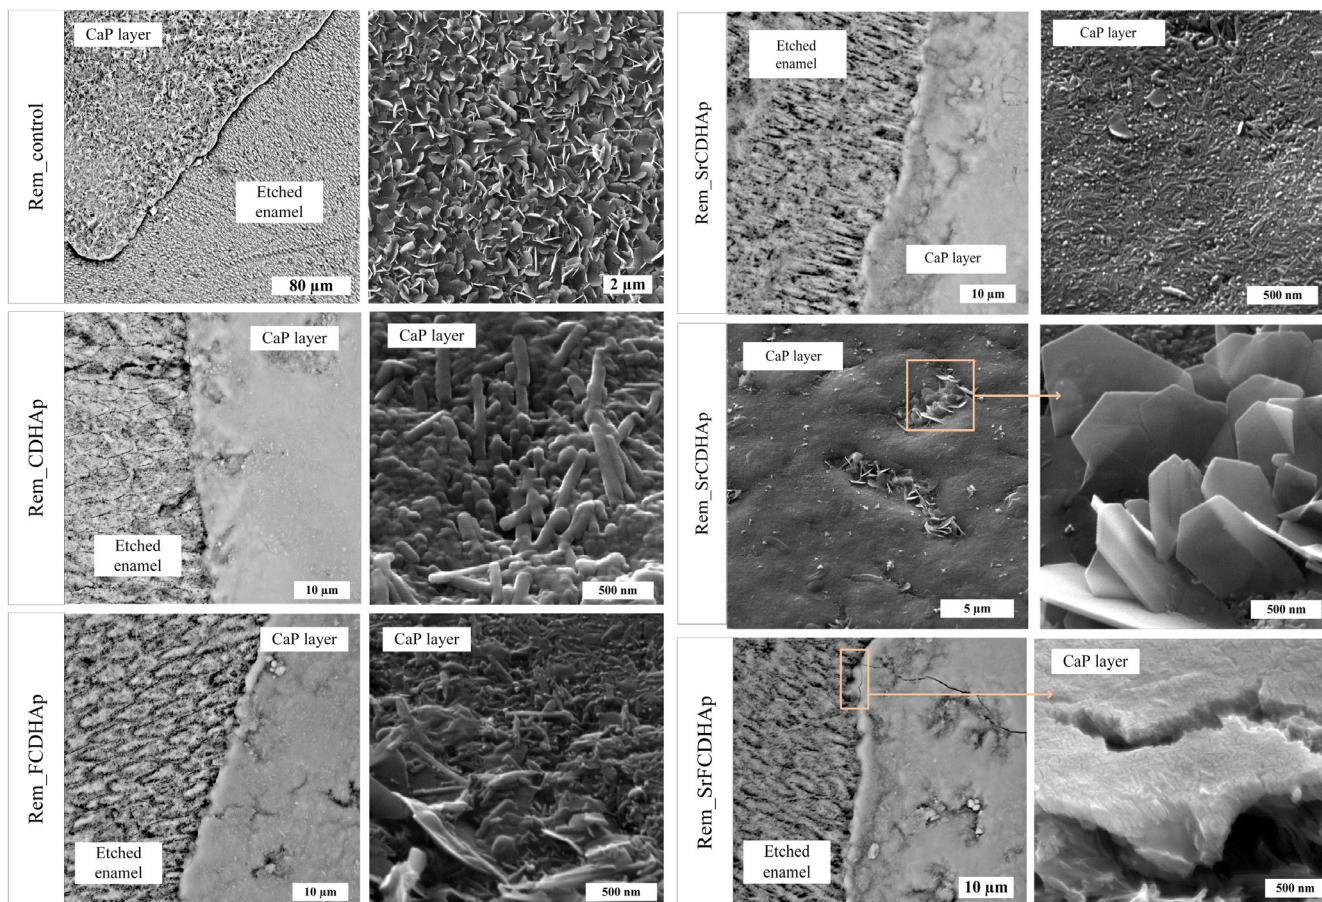 Rem_control
CaP layer
Etched
enamel
80 µm
2 µm
Rem_CDHAp
CaP layer
Etched
enamel
10 µm
CaP layer
500 nm
Rem_FCDHAp
CaP layer
Etched
enamel
10 µm
CaP layer
500 nm
Rem_SrCDHAp
Etched
enamel
CaP layer
10 µm
CaP layer
500 nm
Rem_SrCDHAp
CaP layer
5 µm
500 nm
Rem_SrFCDHAp
Etched
enamel
10 µm
CaP layer
500 nm